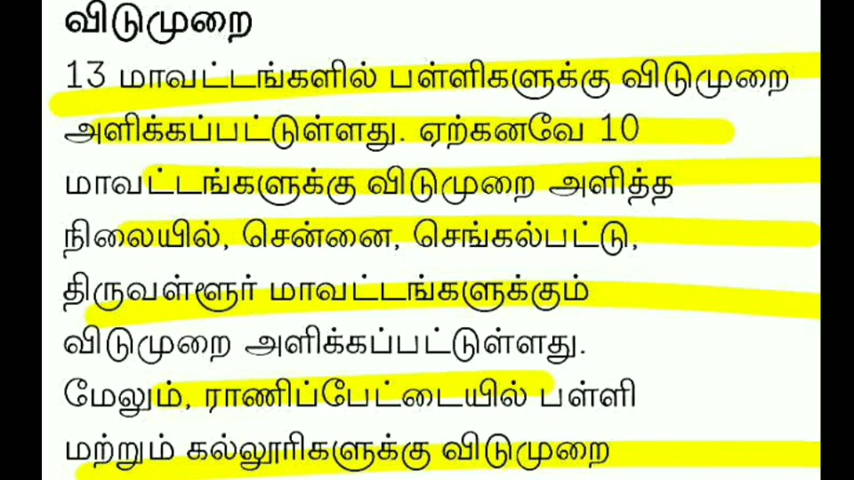 விடுமுறை
13 மாவட்டங்களில் பள்ளிகளுக்கு விடுமுறை
அளிக்கப்பட்டுள்ளது. ஏற்கனவே 10
மாவட்டங்களுக்கு விடுமுறை அளித்த
நிலையில், சென்னை, செங்கல்பட்டு,
திருவள்ளூர் மாவட்டங்களுக்கும்
விடுமுறை அளிக்கப்பட்டுள்ளது.
மேலும், ராணிப்பேட்டையில் பள்ளி
மற்றும் கல்லூரிகளுக்கு விடுமுறை